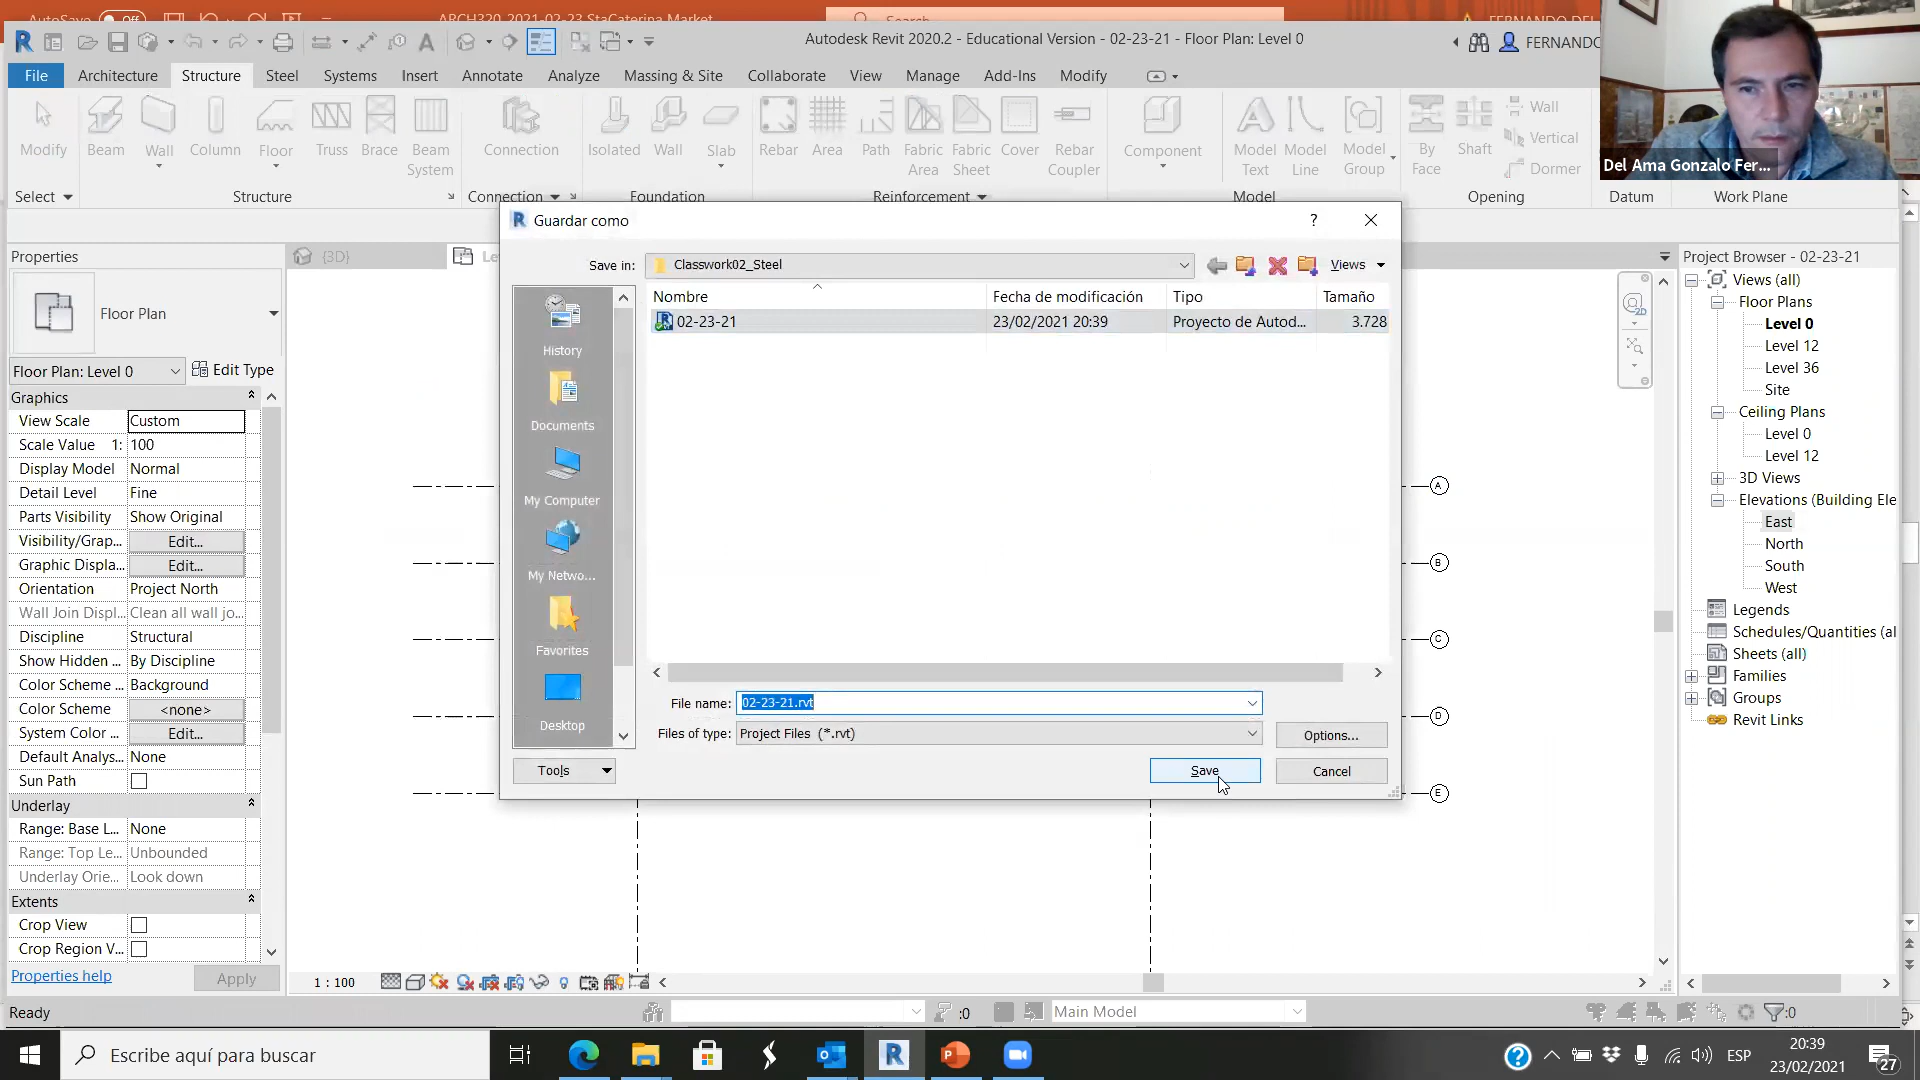 AutoSave Off ARCH320_2021-02-23 StaCaterina Market Search FERNANDO DEL
Autodesk Revit 2020.2 - Educational Version - 02-23-21 - Floor Plan: Level 0 FERNANDO
File Architecture Structure Steel Systems Insert Annotate Analyze Massing & Site Collaborate View Manage Add-Ins Modify
Modify Beam Wall Column Floor Truss Brace Beam System Connection Isolated Wall Slab Rebar Area Path Fabric Area Fabric Sheet Cover Rebar Coupler Component Model Text Model Line Model Group By Face Shaft Wall Vertical Dormer
Select Structure Connection Foundation Reinforcement Model Opening Datum Work Plane
Del Ama Gonzalo Fer...
Properties
Floor Plan
Floor Plan: Level 0 Edit Type
Graphics
View Scale Custom
Scale Value 1: 100
Display Model Normal
Detail Level Fine
Parts Visibility Show Original
Visibility/Grap... Edit...
Graphic Displa... Edit...
Orientation Project North
Wall Join Displ... Clean all wall jo...
Discipline Structural
Show Hidden ... By Discipline
Color Scheme ... Background
Color Scheme <none>
System Color ... Edit...
Default Analys... None
Sun Path
Underlay
Range: Base L... None
Range: Top Le... Unbounded
Underlay Orie... Look down
Extents
Crop View
Crop Region V...
Properties help Apply
{3D} Le
Guardar como ?
Save in: Classwork02_Steel Views
Nombre Fecha de modificación Tipo Tamaño
02-23-21 23/02/2021 20:39 Proyecto de Autod... 3.728
History
Documents
My Computer
My Netwo...
Favorites
Desktop
File name: 02-23-21.rvt
Files of type: Project Files (*.rvt) Options...
Tools Save Cancel
2D
A
B
C
D
E
Project Browser - 02-23-21
Views (all)
Floor Plans
Level 0
Level 12
Level 36
Site
Ceiling Plans
Level 0
Level 12
3D Views
Elevations (Building Ele
East
North
South
West
Legends
Schedules/Quantities (al
Sheets (all)
Families
Groups
Revit Links
1 : 100
Ready :0 Main Model :0
Escribe aquí para buscar ESP 20:39
23/02/2021 27